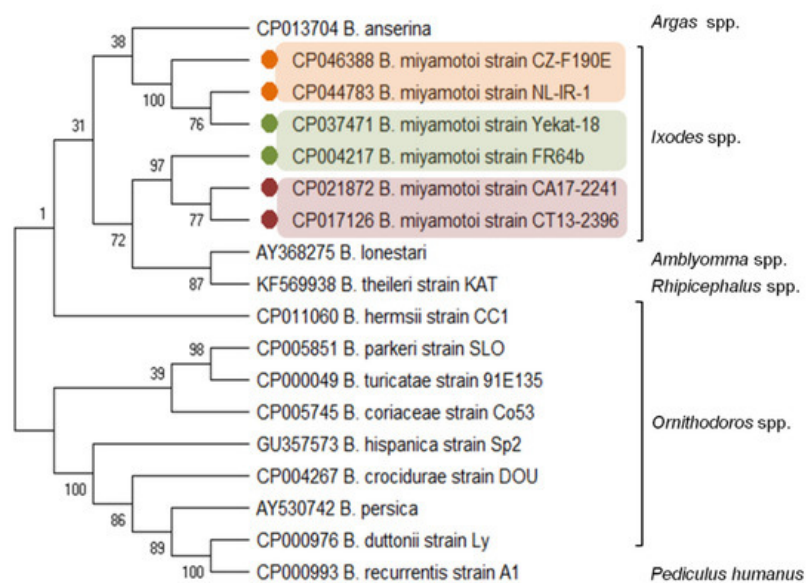 CP013704 B. anserina
Argas spp.
38
CP046388 B. miyamotoi strain CZ-F190E
100
CP044783 B. miyamotoi strain NL-IR-1
76
CP037471 B. miyamotoi strain Yekat-18
Ixodes spp.
31
CP004217 B. miyamotoi strain FR64b
97
CP021872 B. miyamotoi strain CA17-2241
77
CP017126 B. miyamotoi strain CT13-2396
1
72
AY368275 B. lonestari
Amblyomma spp.
87
KF569938 B. theileri strain KAT
Rhipicephalus spp.
CP011060 B. hermsii strain CC1
98
CP005851 B. parkeri strain SLO
39
CP000049 B. turicatae strain 91E135
CP005745 B. coriaceae strain Co53
Ornithodoros spp.
GU357573 B. hispanica strain Sp2
100
CP004267 B. crocidurae strain DOU
86
AY530742 B. persica
89
CP000976 B. duttonii strain Ly
100
CP000993 B. recurrentis strain A1
Pediculus humanus